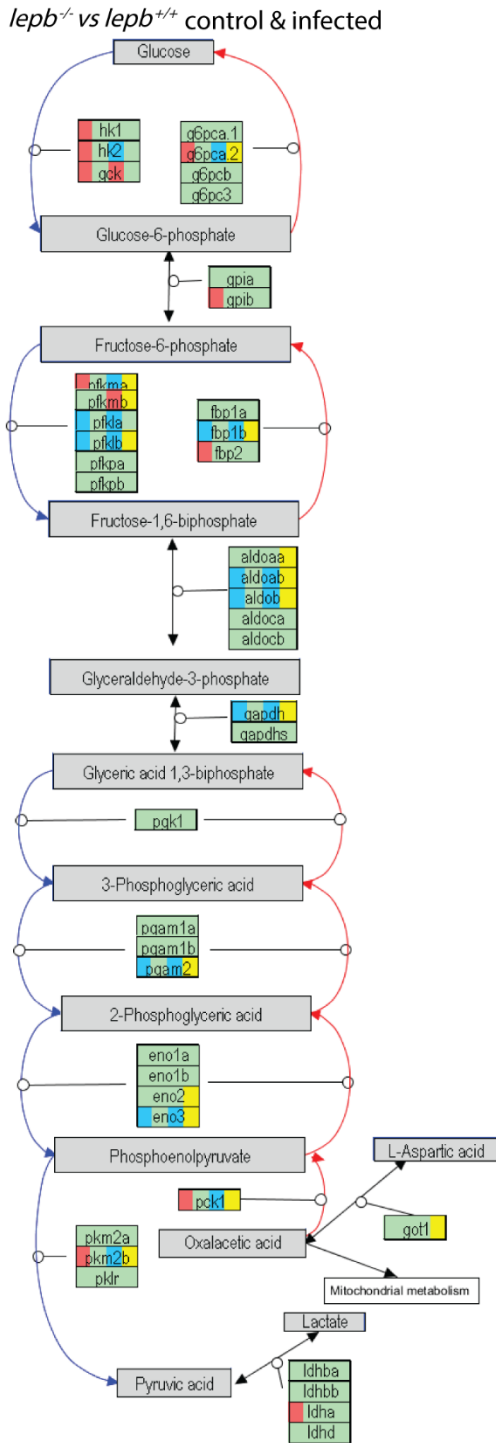 lepb-/- vs lepb+/+ control & infected
Glucose
hk1
hk2
gck
g6pca.1
g6pca.2
g6pcb
g6pc3
Glucose-6-phosphate
gpia
gpib
Fructose-6-phosphate
pfkma
pfkmb
pfkla
pfklb
pfkpa
pfkpb
fbp1a
fbp1b
fbp2
Fructose-1,6-biphosphate
aldoaa
aldoab
aldob
aldoca
aldocb
Glyceraldehyde-3-phosphate
gapdh
gapdhs
Glyceric acid 1,3-biphosphate
pgk1
3-Phosphoglyceric acid
pgam1a
pgam1b
pgam2
2-Phosphoglyceric acid
eno1a
eno1b
eno2
eno3
Phosphoenolpyruvate
L-Aspartic acid
pck1
got1
Oxalacetic acid
pkm2a
pkm2b
pklr
Mitochondrial metabolism
Lactate
Pyruvic acid
ldhba
ldhbb
ldha
ldhd